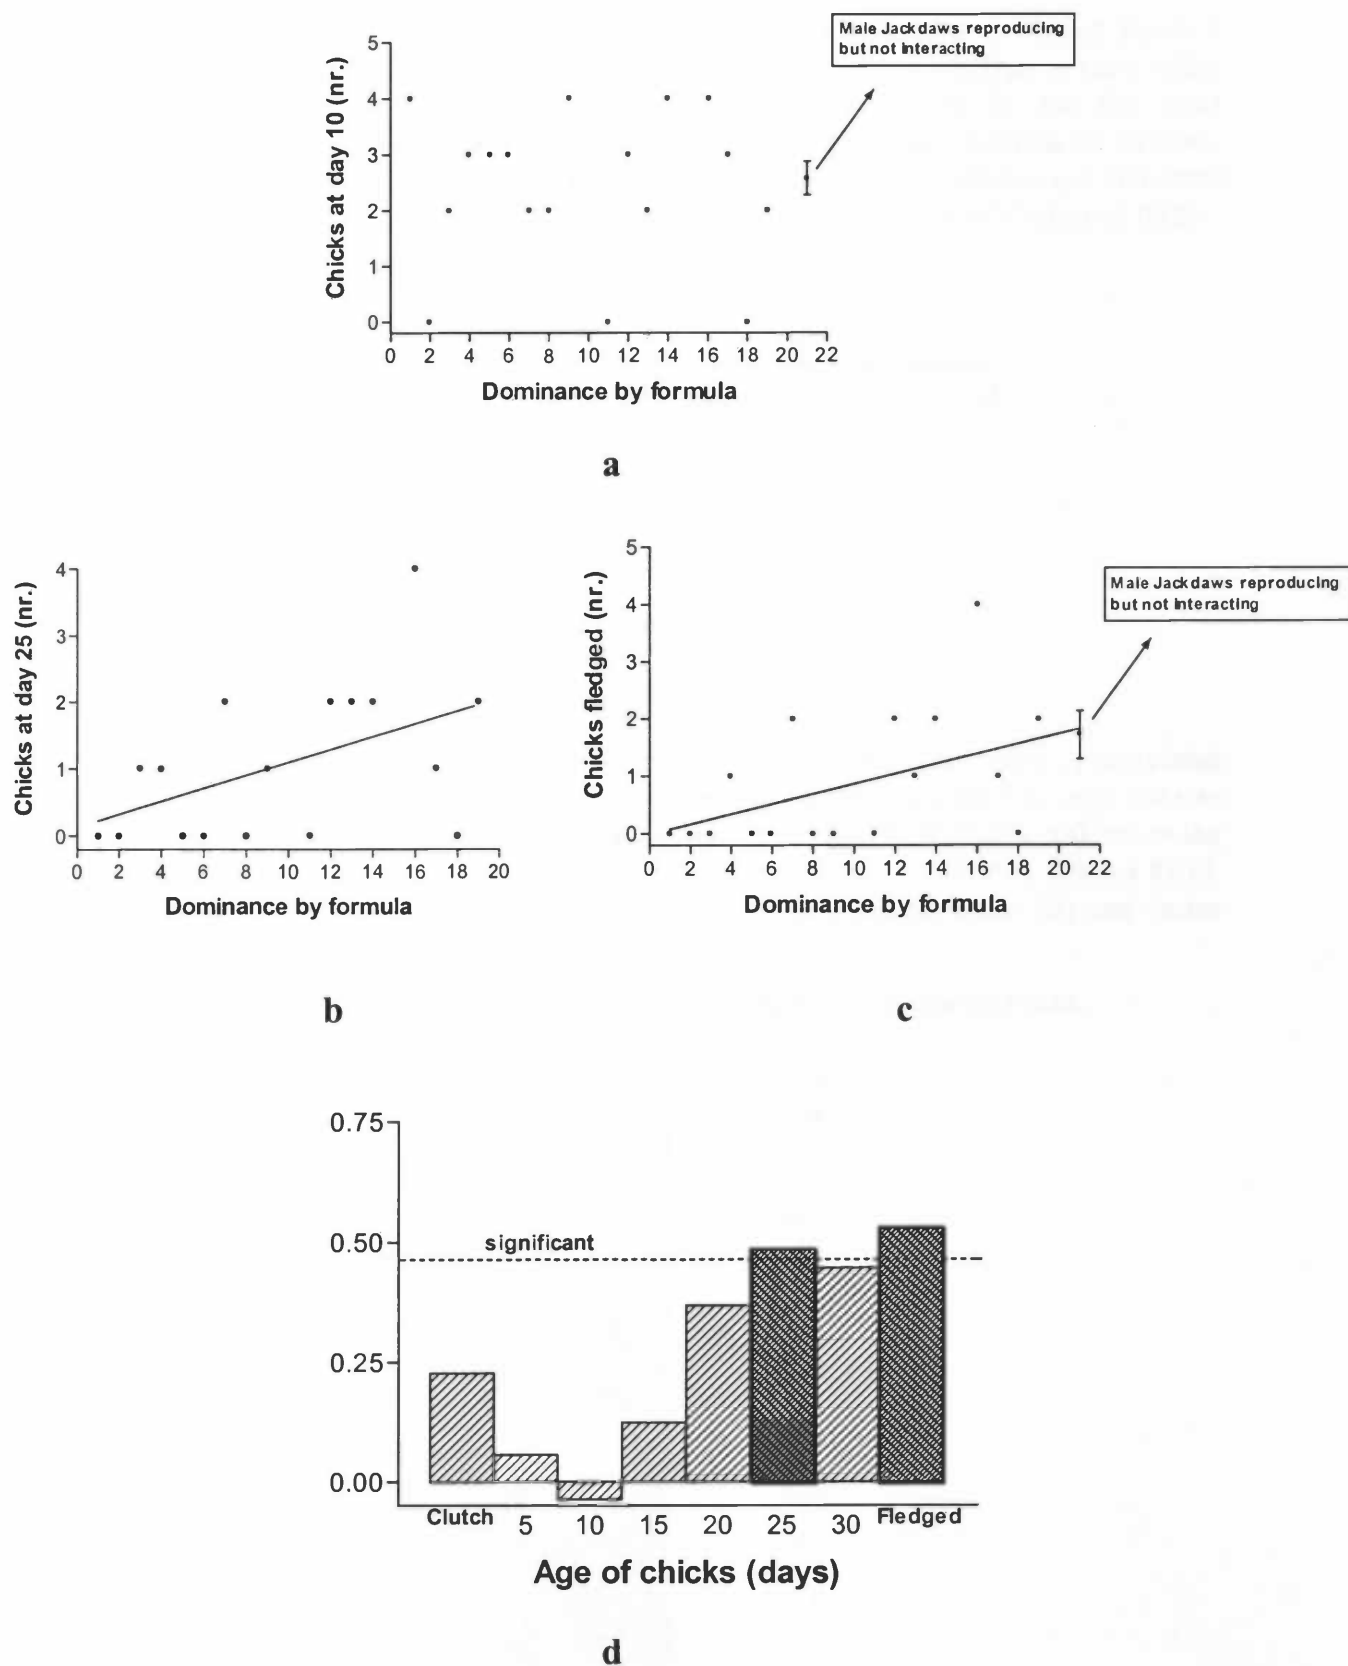 Male Jackdaws reproducing
but not interacting
Chicks at day 10 (nr.)
5
4
3
2
1
0
0 2 4 6 8 10 12 14 16 18 20 22
Dominance by formula
a
Chicks at day 25 (nr.)
4
3
2
1
0
0 2 4 6 8 10 12 14 16 18 20
Dominance by formula
b
Male Jackdaws reproducing
but not interacting
Chicks fledged (nr.)
5
4
3
2
1
0
0 2 4 6 8 10 12 14 16 18 20 22
Dominance by formula
c
0.75
0.50
0.25
0.00
significant
Clutch 5 10 15 20 25 30 Fledged
Age of chicks (days)
d